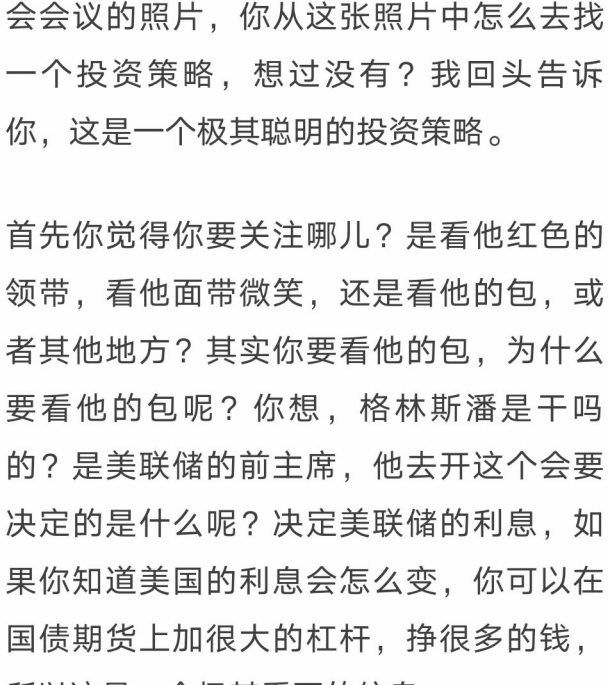 会会议的照片，你从这张照片中怎么去找
一个投资策略，想过没有？我回头告诉
你，这是一个极其聪明的投资策略。
首先你觉得你要关注哪儿？是看他红色的
领带，看他面带微笑，还是看他的包，或
者其他地方？其实你要看他的包，为什么
要看他的包呢？你想，格林斯潘是干吗
的？是美联储的前主席，他去开这个会要
决定的是什么呢？决定美联储的利息，如
果你知道美国的利息会怎么变，你可以在
国债期货上加很大的杠杆，挣很多的钱，